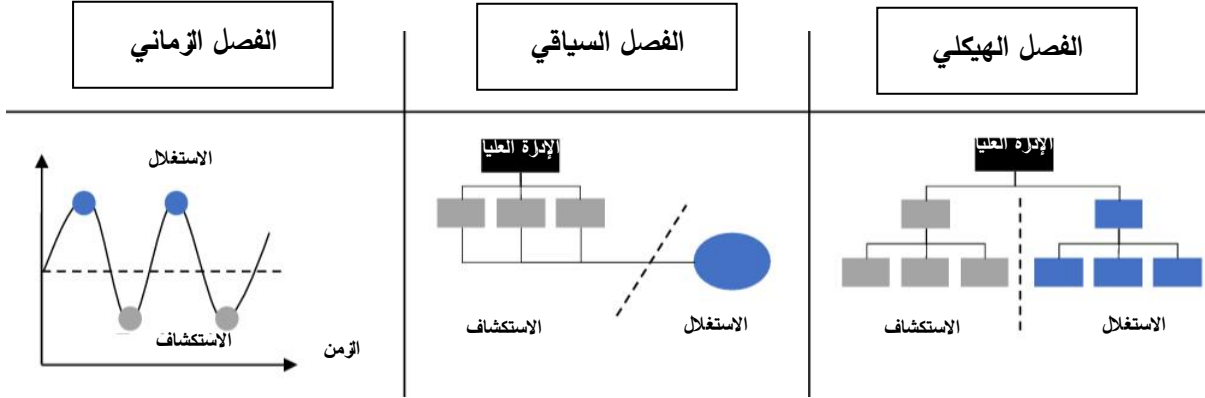 الفصل الهيكلي
الفصل السياقي
الفصل الزماني
الإدارة العليا
الاستكشاف
الاستغلال
الإدارة العليا
الاستكشاف
الاستغلال
الاستغلال
الاستكشاف
الزمن